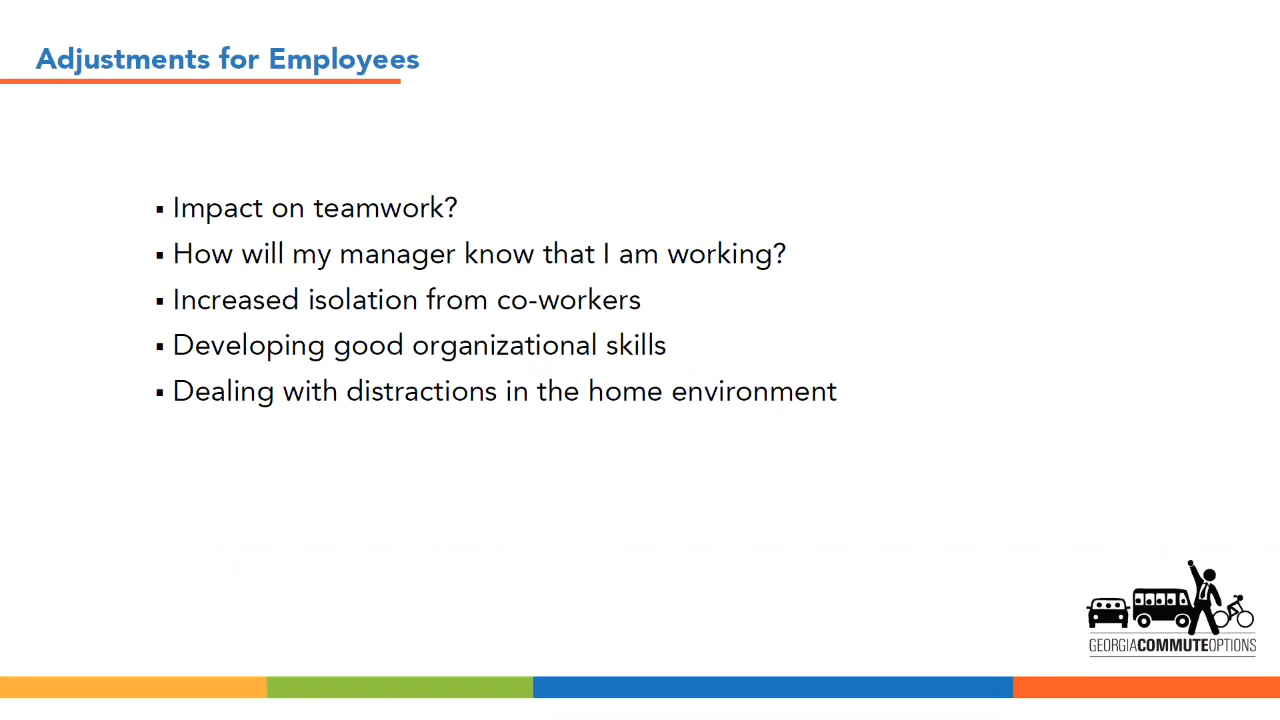 Adjustments for Employees
▪ Impact on teamwork?
▪ How will my manager know that I am working?
▪ Increased isolation from co-workers
▪ Developing good organizational skills
▪ Dealing with distractions in the home environment
GEORGIACOMMUTEOPTIONS